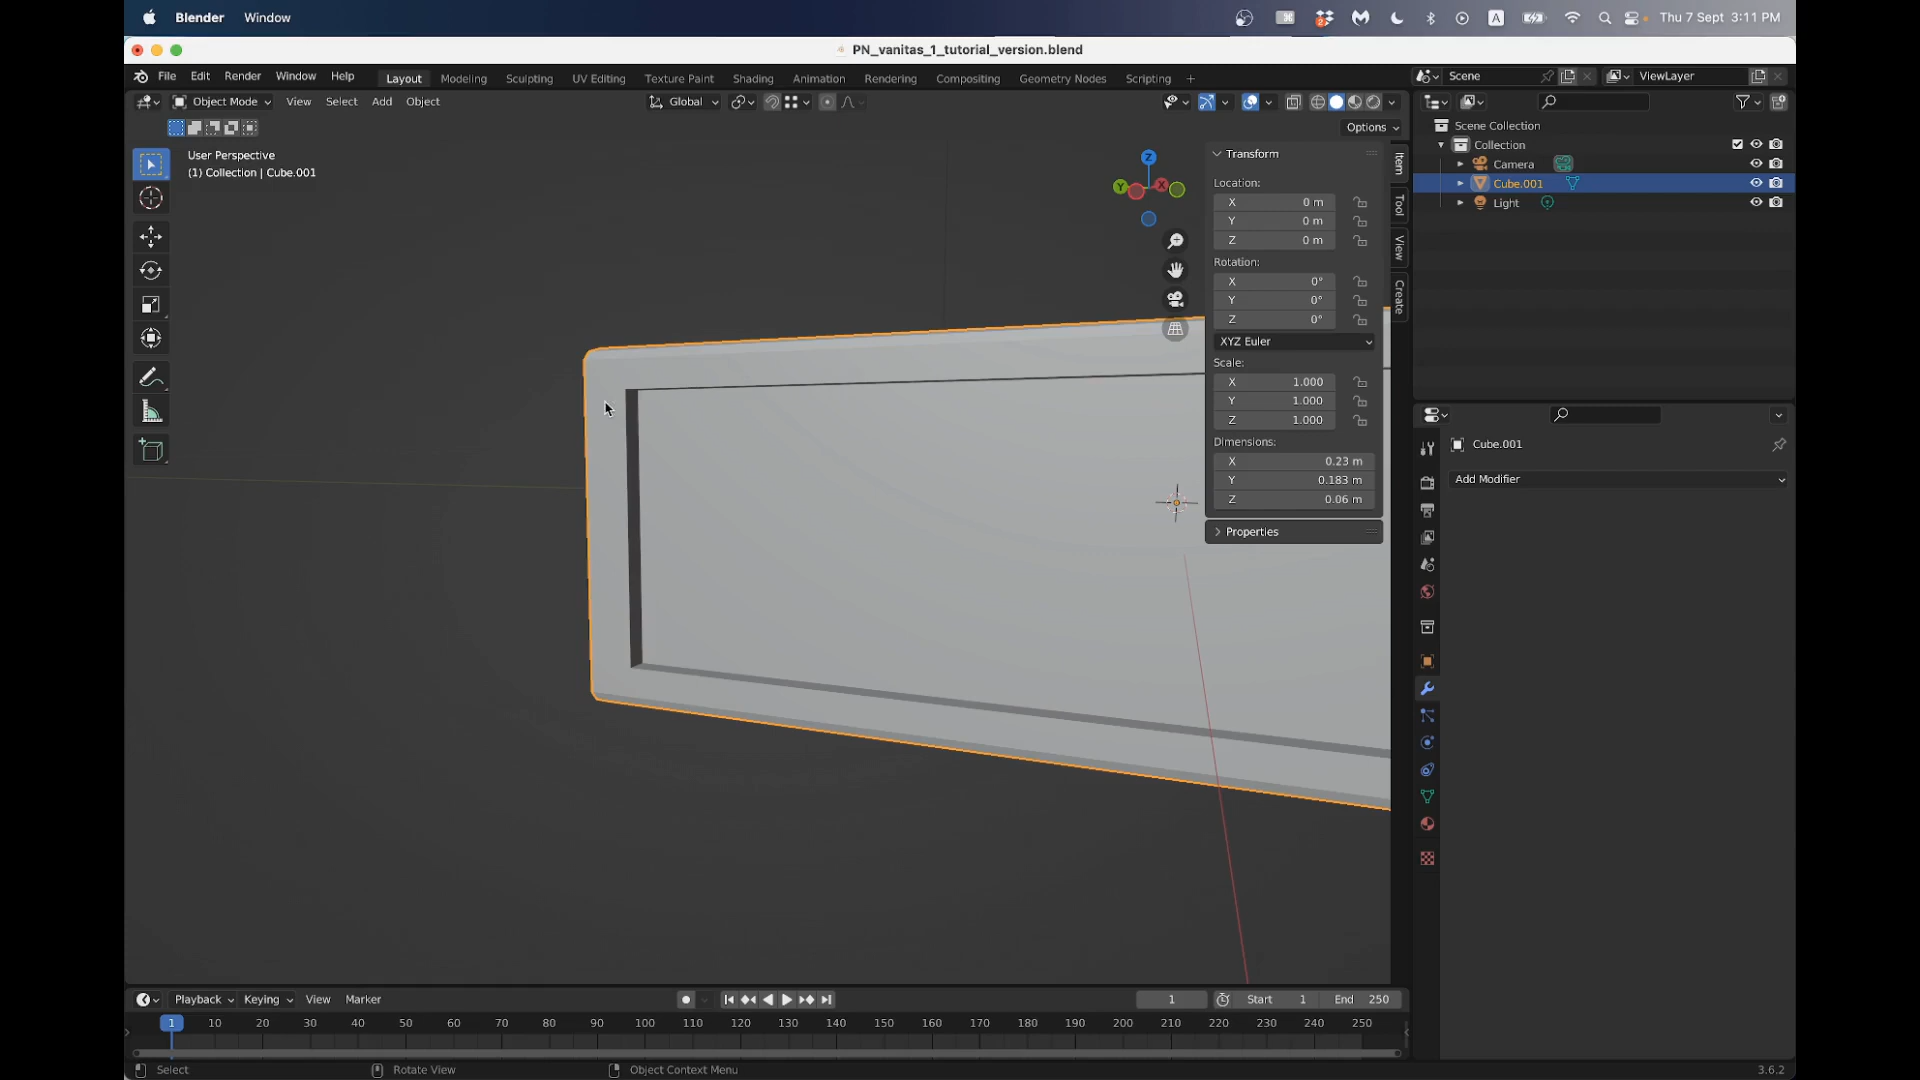 Blender Window
A
Thu 7 Sept 3:11 PM
PN_vanitas_1_tutorial_version.blend
File Edit Render Window Help
Layout Modeling Sculpting UV Editing Texture Paint Shading Animation Rendering Compositing Geometry Nodes Scripting +
Scene
ViewLayer
Object Mode View Select Add Object
Global
Options
User Perspective
(1) Collection | Cube.001
Z
Y
X
Item
Tool
View
Create
Transform
Location:
X 0 m
Y 0 m
Z 0 m
Rotation:
X 0°
Y 0°
Z 0°
XYZ Euler
Scale:
X 1.000
Y 1.000
Z 1.000
Dimensions:
X 0.23 m
Y 0.183 m
Z 0.06 m
Properties
Scene Collection
Collection
Camera
Cube.001
Light
Cube.001
Add Modifier
Playback Keying View Marker
1
Start 1
End 250
1 10 20 30 40 50 60 70 80 90 100 110 120 130 140 150 160 170 180 190 200 210 220 230 240 250
Select
Rotate View
Object Context Menu
3.6.2